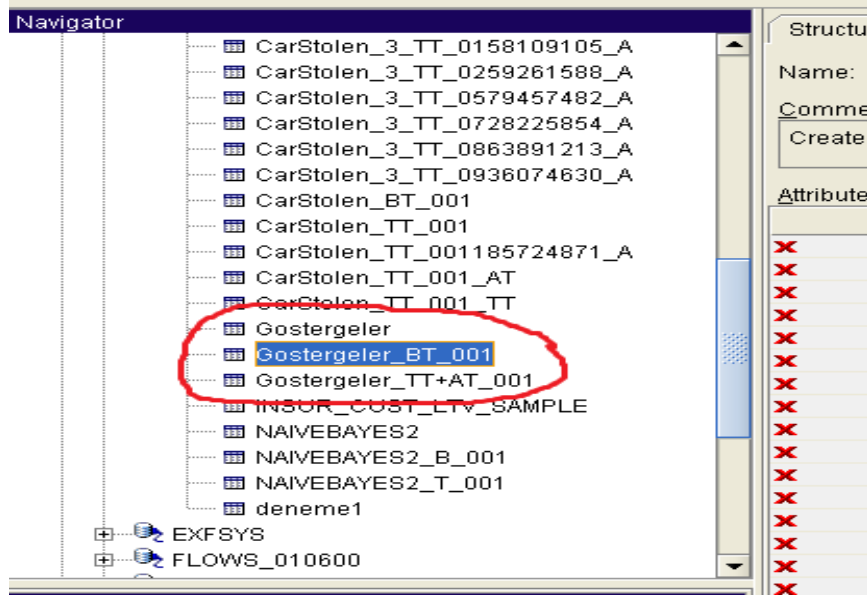 Navigator
CarStolen_3_TT_0158109105_A
CarStolen_3_TT_0259261588_A
CarStolen_3_TT_0579457482_A
CarStolen_3_TT_0728225854_A
CarStolen_3_TT_0863891213_A
CarStolen_3_TT_0936074630_A
CarStolen_BT_001
CarStolen_TT_001
CarStolen_TT_001185724871_A
CarStolen_TT_001_AT
CarStolen_TT_001_TT
Gostergeler
Gostergeler_BT_001
Gostergeler_TT+AT_001
INSUR_CUST_LTV_SAMPLE
NAIVEBAYES2
NAIVEBAYES2_B_001
NAIVEBAYES2_T_001
deneme1
EXFSYS
FLOWS_010600
Structu
Name:
Comme
Create
Attribute